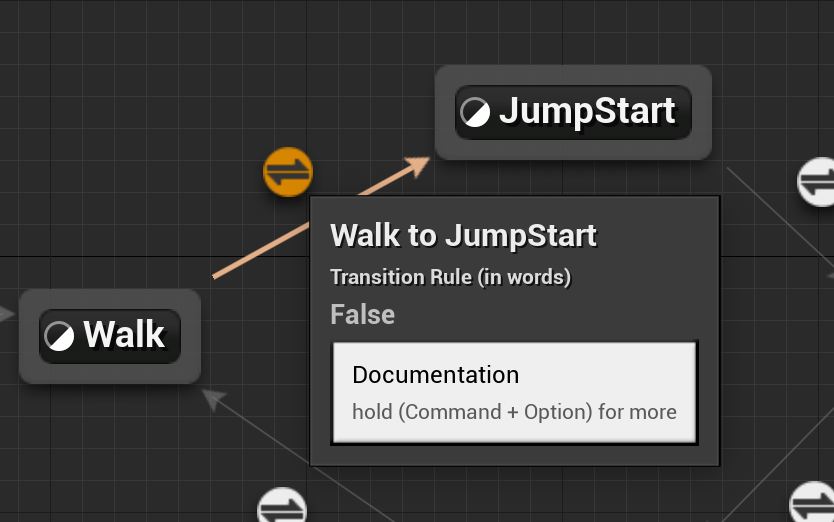 JumpStart
Walk to JumpStart
Transition Rule (in words)
False
Walk
Documentation
hold (Command + Option) for more